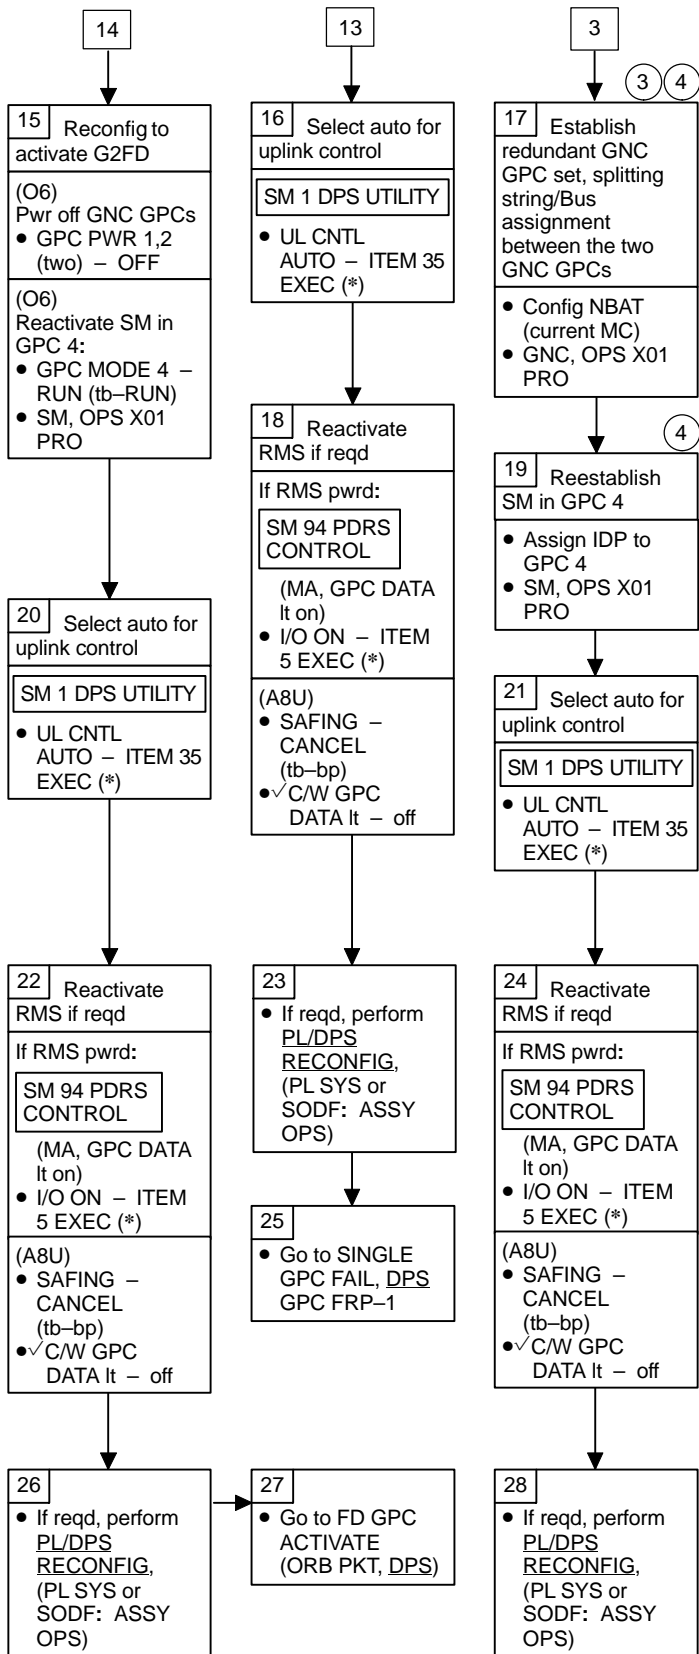 14
15 Reconfig to
activate G2FD
(O6)
Pwr off GNC GPCs
• GPC PWR 1,2
(two) – OFF
(O6)
Reactivate SM in
GPC 4:
• GPC MODE 4 –
RUN (tb–RUN)
• SM, OPS X01
PRO
20 Select auto for
uplink control
SM 1 DPS UTILITY
• UL CNTL
AUTO – ITEM 35
EXEC (*)
22 Reactivate
RMS if reqd
If RMS pwrd:
SM 94 PDRS
CONTROL
(MA, GPC DATA
lt on)
• I/O ON – ITEM
5 EXEC (*)
(A8U)
• SAFING –
CANCEL
(tb–bp)
•√C/W GPC
DATA lt – off
26
• If reqd, perform
PL/DPS
RECONFIG,
(PL SYS or
SODF: ASSY
OPS)
13
16 Select auto for
uplink control
SM 1 DPS UTILITY
• UL CNTL
AUTO – ITEM 35
EXEC (*)
18 Reactivate
RMS if reqd
If RMS pwrd:
SM 94 PDRS
CONTROL
(MA, GPC DATA
lt on)
• I/O ON – ITEM
5 EXEC (*)
(A8U)
• SAFING –
CANCEL
(tb–bp)
•√C/W GPC
DATA lt – off
23
• If reqd, perform
PL/DPS
RECONFIG,
(PL SYS or
SODF: ASSY
OPS)
25
• Go to SINGLE
GPC FAIL, DPS
GPC FRP–1
27
• Go to FD GPC
ACTIVATE
(ORB PKT, DPS)
3
3 4
17 Establish
redundant GNC
GPC set, splitting
string/Bus
assignment
between the two
GNC GPCs
• Config NBAT
(current MC)
• GNC, OPS X01
PRO
4
19 Reestablish
SM in GPC 4
• Assign IDP to
GPC 4
• SM, OPS X01
PRO
21 Select auto for
uplink control
SM 1 DPS UTILITY
• UL CNTL
AUTO – ITEM 35
EXEC (*)
24 Reactivate
RMS if reqd
If RMS pwrd:
SM 94 PDRS
CONTROL
(MA, GPC DATA
lt on)
• I/O ON – ITEM
5 EXEC (*)
(A8U)
• SAFING –
CANCEL
(tb–bp)
•√C/W GPC
DATA lt – off
28
• If reqd, perform
PL/DPS
RECONFIG,
(PL SYS or
SODF: ASSY
OPS)